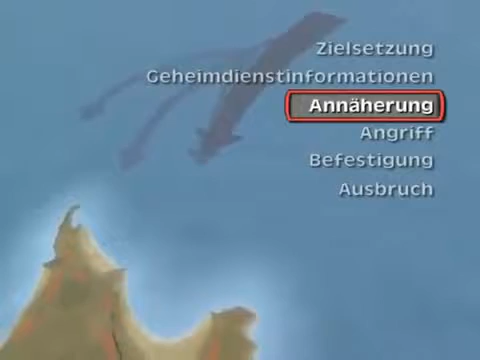 Zielsetzung
Geheimdienstinformationen
Annäherung
Angriff
Befestigung
Ausbruch